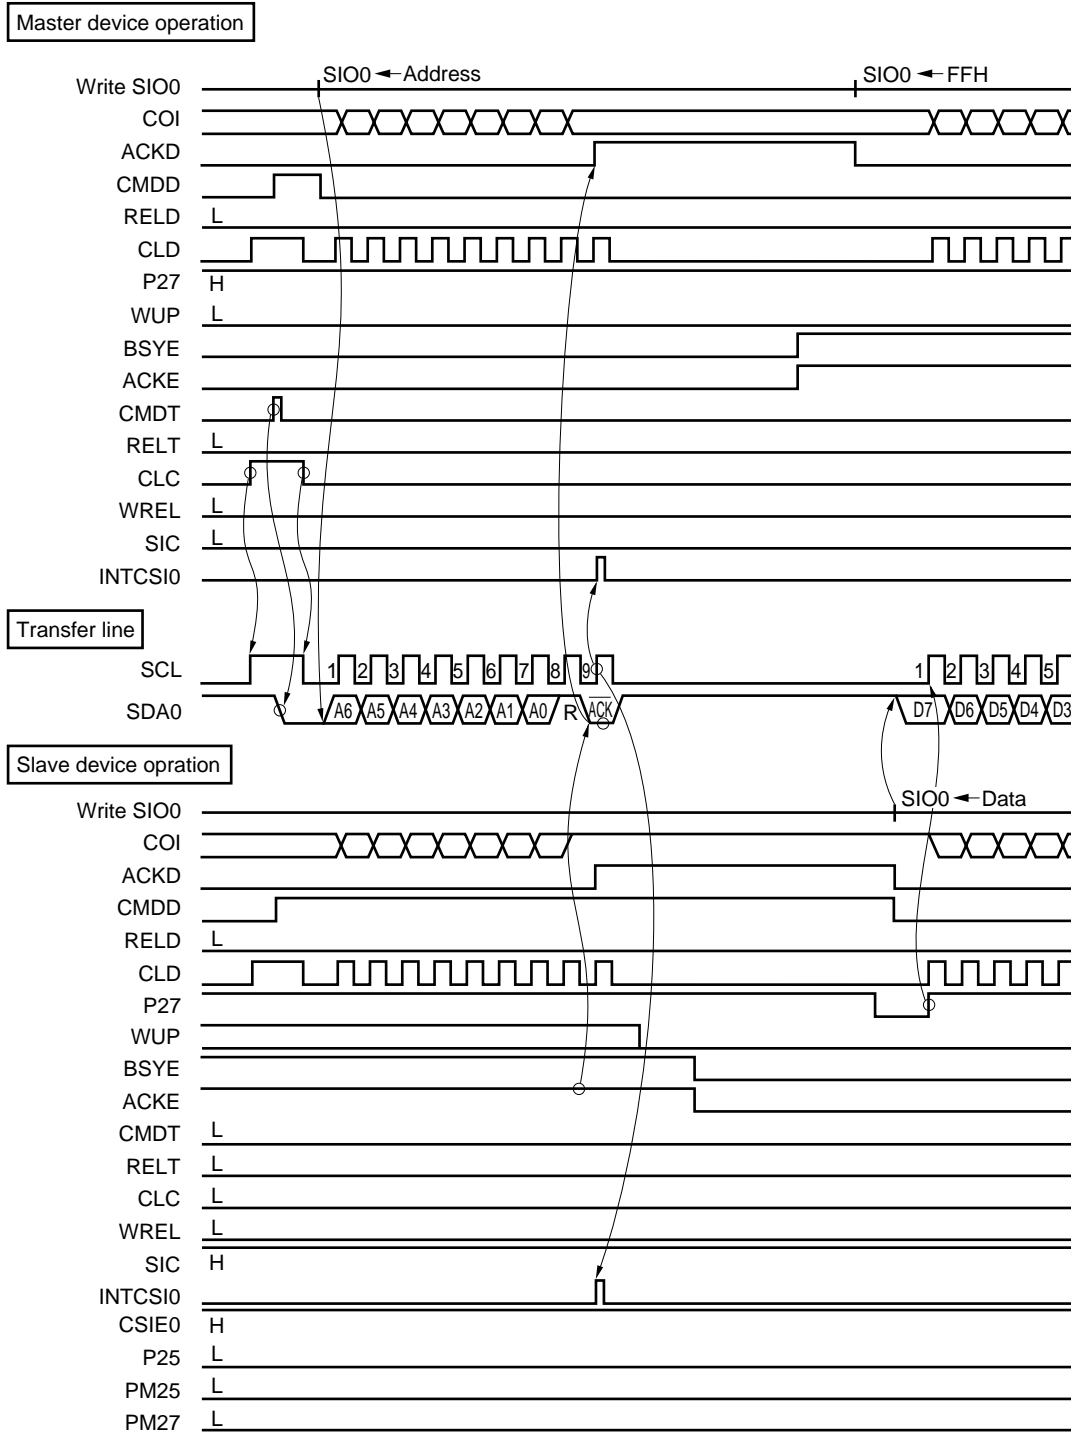 Master device operation
Write SIO0 SIO0 ← Address SIO0 ← FFH
COI
ACKD
CMDD
RELD L
CLD
P27 H
WUP L
BSYE
ACKE
CMDT
RELT L
CLC
WREL L
SIC L
INTCSI0
Transfer line
SCL 1 2 3 4 5 6 7 8 9 1 2 3 4 5
SDA0 A6 A5 A4 A3 A2 A1 A0 R A̅C̅K̅ D7 D6 D5 D4 D3
Slave device opration
Write SIO0 SIO0 ← Data
COI
ACKD
CMDD
RELD L
CLD
P27
WUP
BSYE
ACKE
CMDT L
RELT L
CLC L
WREL L
SIC H
INTCSI0
CSIE0 H
P25 L
PM25 L
PM27 L